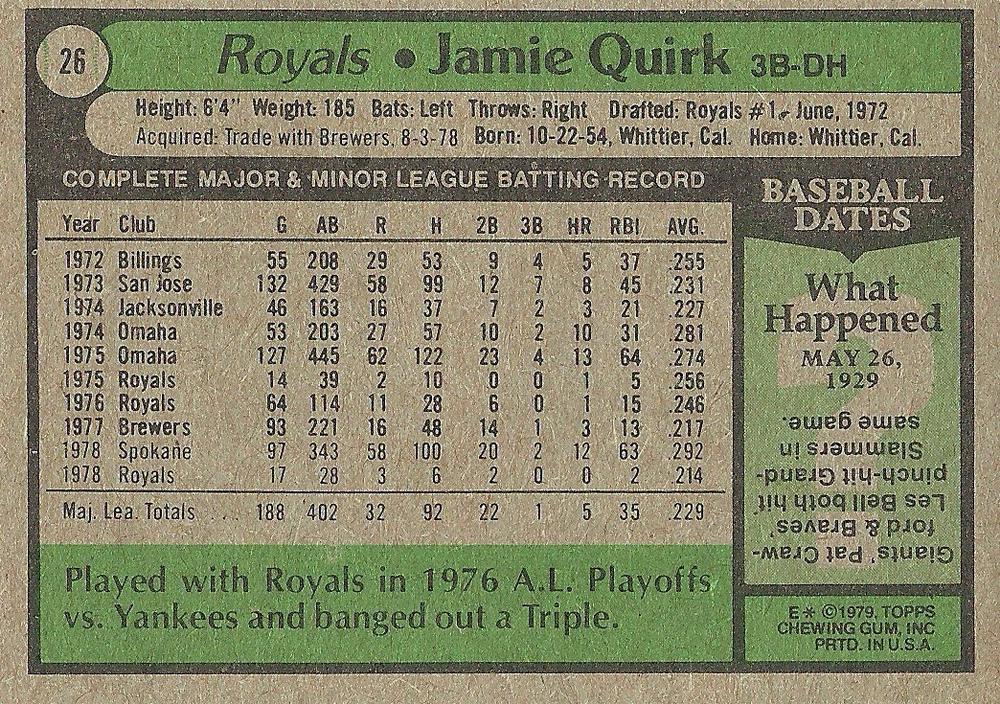 26
Royals • Jamie Quirk 3B-DH
Height: 6'4" Weight: 185 Bats: Left Throws: Right Drafted: Royals #1, June, 1972
Acquired: Trade with Brewers, 8-3-78 Born: 10-22-54, Whittier, Cal. Home: Whittier, Cal.
COMPLETE MAJOR & MINOR LEAGUE BATTING RECORD
Year Club G AB R H 2B 3B HR RBI AVG.
1972 Billings 55 208 29 53 9 4 5 37 .255
1973 San Jose 132 429 58 99 12 7 8 45 .231
1974 Jacksonville 46 163 16 37 7 2 3 21 .227
1974 Omaha 53 203 27 57 10 2 10 31 .281
1975 Omaha 127 445 62 122 23 4 13 64 .274
1975 Royals 14 39 2 10 0 0 1 5 .256
1976 Royals 64 114 11 28 6 0 1 15 .246
1977 Brewers 93 221 16 48 14 1 3 13 .217
1978 Spokane 97 343 58 100 20 2 12 63 .292
1978 Royals 17 28 3 6 2 0 0 2 .214
Maj. Lea. Totals . . . 188 402 32 92 22 1 5 35 .229
Played with Royals in 1976 A.L. Playoffs
vs. Yankees and banged out a Triple.
BASEBALL
DATES
What
Happened
MAY 26,
1929
Giants' Pat Craw-
ford & Braves'
Les Bell both hit
pinch-hit Grand-
Slammers in
same game.
E* ©1979, TOPPS
CHEWING GUM, INC
PRTD. IN U.S.A.